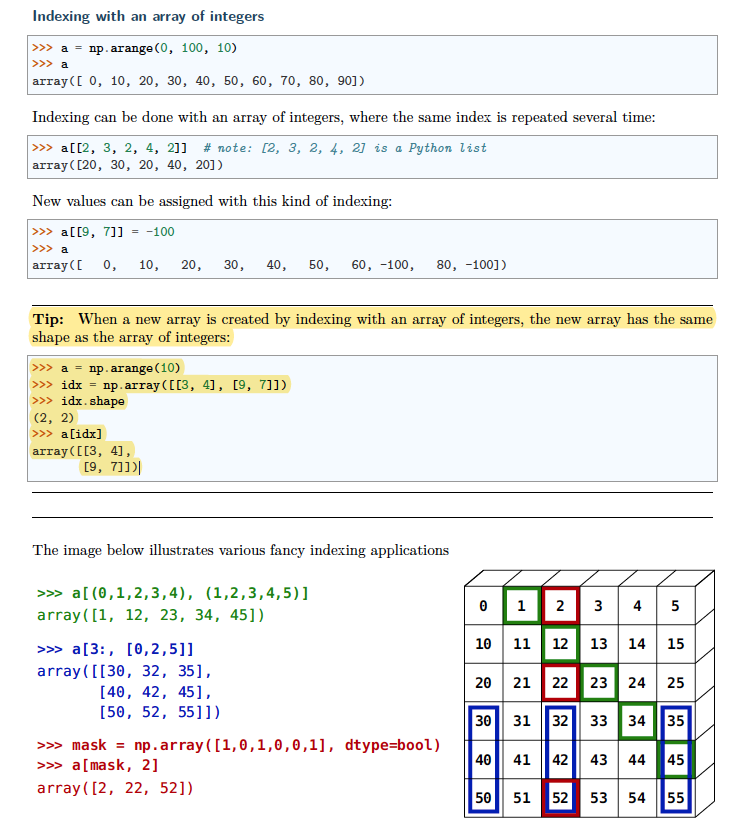 Indexing with an array of integers
>>> a = np.arange(0, 100, 10)
>>> a
array([ 0, 10, 20, 30, 40, 50, 60, 70, 80, 90])
Indexing can be done with an array of integers, where the same index is repeated several time:
>>> a[[2, 3, 2, 4, 2]]  # note: [2, 3, 2, 4, 2] is a Python list
array([20, 30, 20, 40, 20])
New values can be assigned with this kind of indexing:
>>> a[[9, 7]] = -100
>>> a
array([   0,   10,   20,   30,   40,   50,   60, -100,   80, -100])
Tip: When a new array is created by indexing with an array of integers, the new array has the same
shape as the array of integers:
>>> a = np.arange(10)
>>> idx = np.array([[3, 4], [9, 7]])
>>> idx.shape
(2, 2)
>>> a[idx]
array([[3, 4],
       [9, 7]])
The image below illustrates various fancy indexing applications
>>> a[(0,1,2,3,4), (1,2,3,4,5)]
array([1, 12, 23, 34, 45])
>>> a[3:, [0,2,5]]
array([[30, 32, 35],
       [40, 42, 45],
       [50, 52, 55]])
>>> mask = np.array([1,0,1,0,0,1], dtype=bool)
>>> a[mask, 2]
array([2, 22, 52])
0 1 2 3 4 5
10 11 12 13 14 15
20 21 22 23 24 25
30 31 32 33 34 35
40 41 42 43 44 45
50 51 52 53 54 55